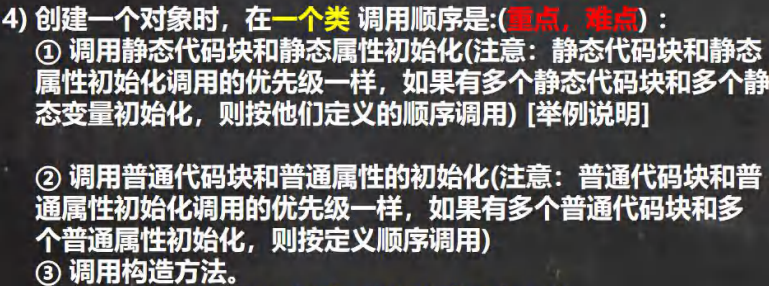 4) 创建一个对象时，在一个类 调用顺序是:(重点，难点)：
① 调用静态代码块和静态属性初始化(注意：静态代码块和静态
属性初始化调用的优先级一样，如果有多个静态代码块和多个静
态变量初始化，则按他们定义的顺序调用) [举例说明]
② 调用普通代码块和普通属性的初始化(注意：普通代码块和普
通属性初始化调用的优先级一样，如果有多个普通代码块和多
个普通属性初始化，则按定义顺序调用)
③ 调用构造方法。